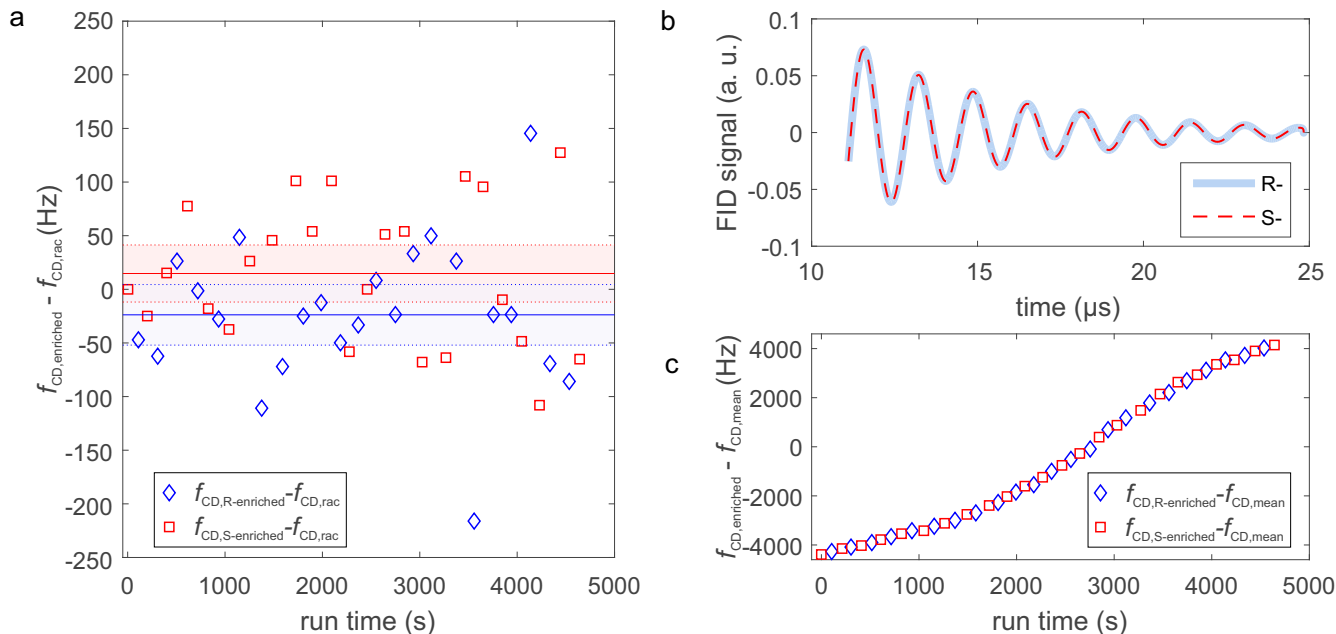 a
f_CD,enriched - f_CD,rac (Hz)
250
200
150
100
50
0
-50
-100
-150
-200
-250
f_CD,R-enriched-f_CD,rac
f_CD,S-enriched-f_CD,rac
0
1000
2000
3000
4000
5000
run time (s)
b
FID signal (a. u.)
0.1
0.05
0
-0.05
-0.1
R-
S-
10
15
20
25
time (µs)
c
f_CD,enriched - f_CD,mean (Hz)
4000
2000
0
-2000
-4000
f_CD,R-enriched-f_CD,mean
f_CD,S-enriched-f_CD,mean
0
1000
2000
3000
4000
5000
run time (s)